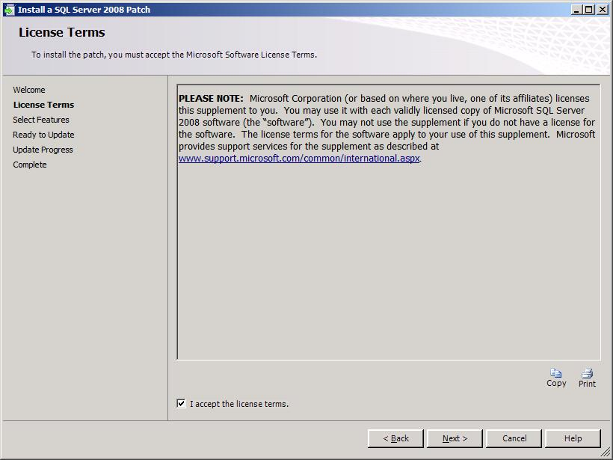 Install a SQL Server 2008 Patch
License Terms
To install the patch, you must accept the Microsoft Software License Terms.
Welcome
License Terms
Select Features
Ready to Update
Update Progress
Complete
PLEASE NOTE: Microsoft Corporation (or based on where you live, one of its affiliates) licenses
this supplement to you. You may use it with each validly licensed copy of Microsoft SQL Server
2008 software (the “software”). You may not use the supplement if you do not have a license for
the software. The license terms for the software apply to your use of this supplement. Microsoft
provides support services for the supplement as described at
www.support.microsoft.com/common/international.aspx.
Copy Print
I accept the license terms.
< Back Next > Cancel Help